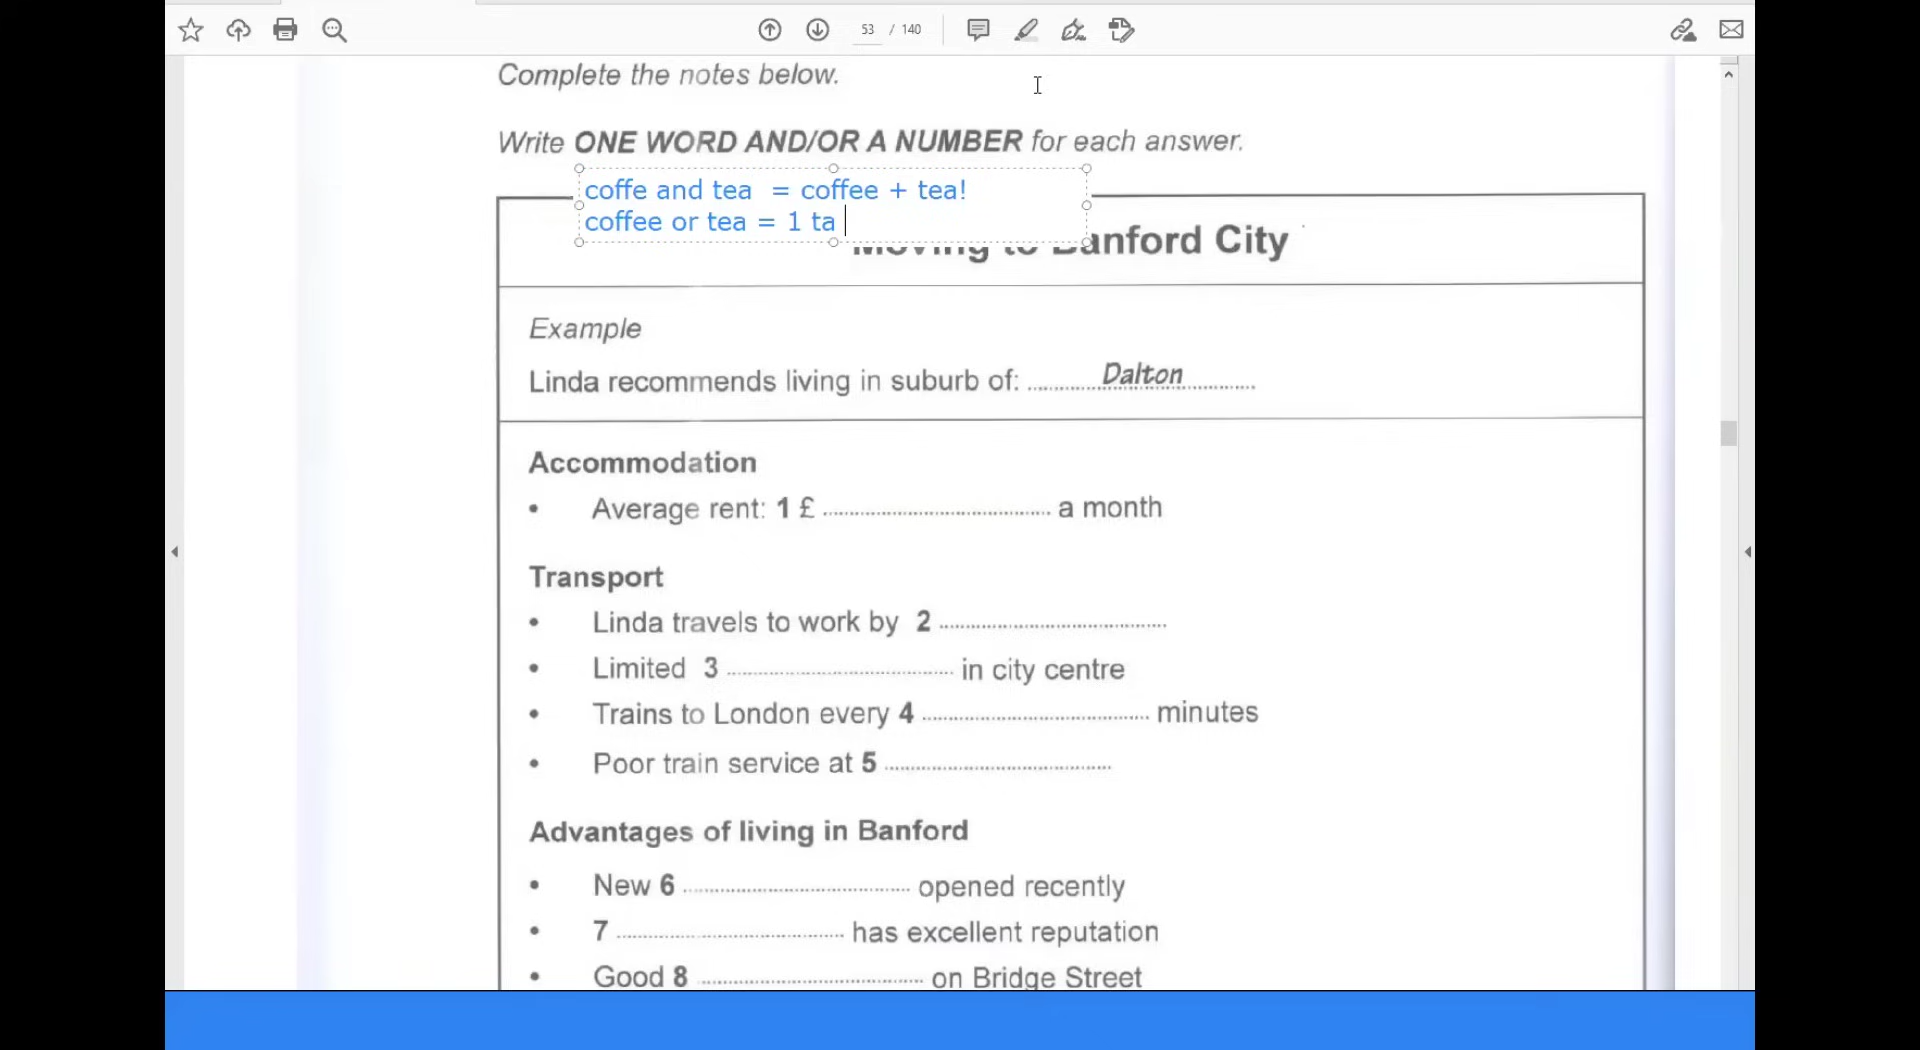 53 / 140
Complete the notes below.
Write ONE WORD AND/OR A NUMBER for each answer.
coffe and tea = coffee + tea!
coffee or tea = 1 ta
Moving to Banford City
Example
Linda recommends living in suburb of: Dalton
Accommodation
• Average rent: 1 £ .......... a month
Transport
• Linda travels to work by 2 ..........
• Limited 3 .......... in city centre
• Trains to London every 4 .......... minutes
• Poor train service at 5 ..........
Advantages of living in Banford
• New 6 .......... opened recently
• 7 .......... has excellent reputation
• Good 8 .......... on Bridge Street